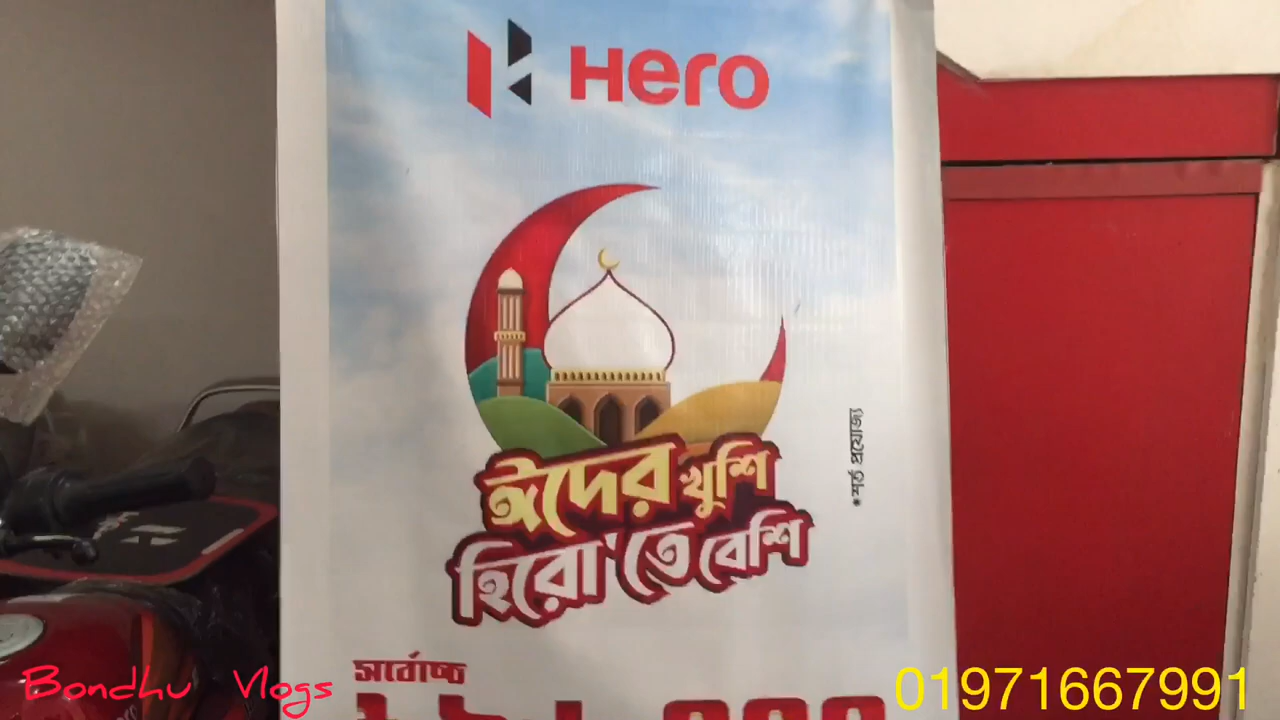 Hero
ঈদের খুশি
হিরো'তে বেশি
*শর্ত প্রযোজ্য
সর্বোচ্চ
Bondhu Vlogs
01971667991